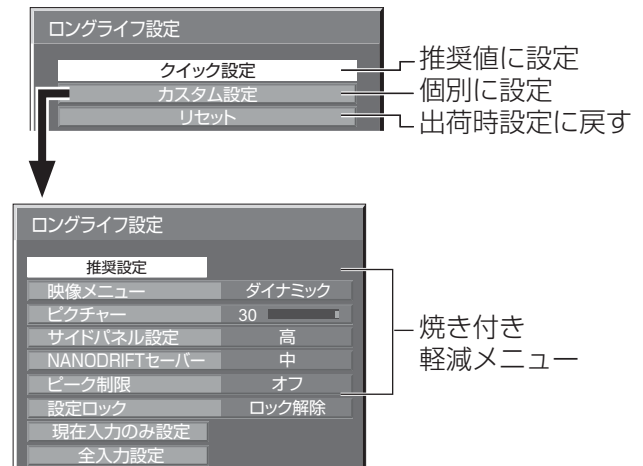 ロングライフ設定
クイック設定
推奨値に設定
カスタム設定
個別に設定
リセット
出荷時設定に戻す
ロングライフ設定
推奨設定
映像メニュー ダイナミック
ピクチャー 30
サイドパネル設定 高
NANODRIFTセーバー 中
ピーク制限 オフ
設定ロック ロック解除
現在入力のみ設定
全入力設定
焼き付き
軽減メニュー